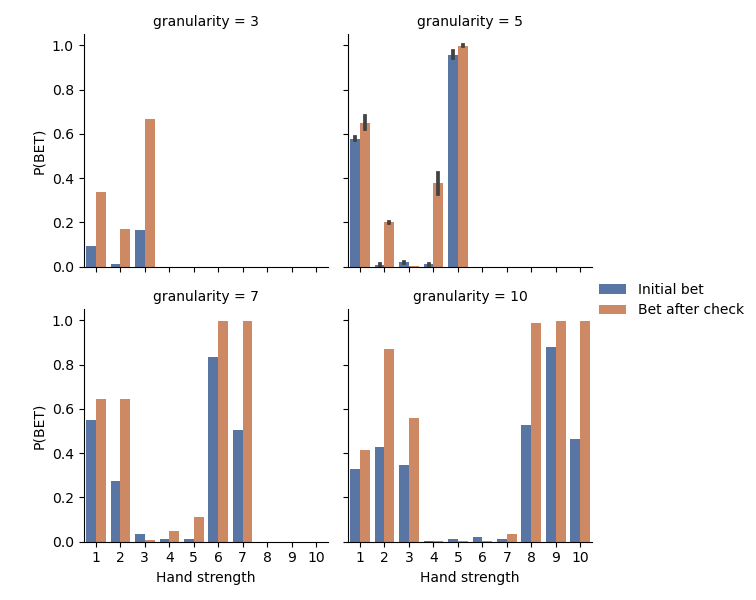 granularity = 3
granularity = 5
1.0
0.8
0.6
0.4
0.2
0.0
P(BET)
granularity = 7
granularity = 10
1.0
0.8
0.6
0.4
0.2
0.0
P(BET)
1 2 3 4 5 6 7 8 9 10
1 2 3 4 5 6 7 8 9 10
Hand strength
Hand strength
Initial bet
Bet after check